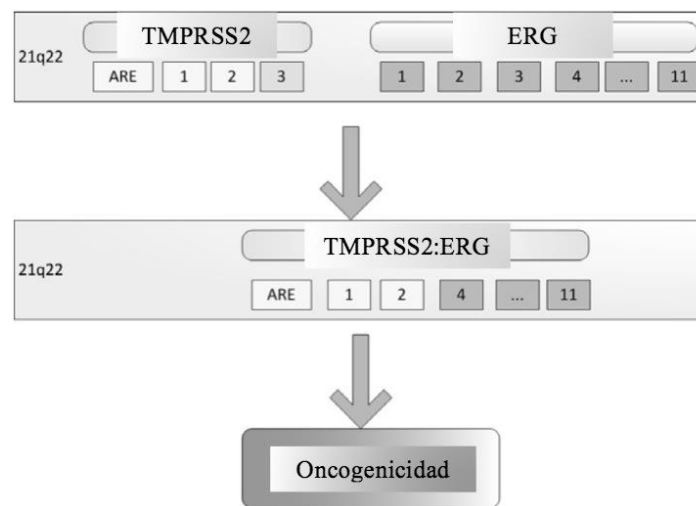 TMPRSS2 ERG
21q22
ARE 1 2 3 1 2 3 4 ... 11
TMPRSS2:ERG
21q22
ARE 1 2 4 ... 11
Oncogenicidad